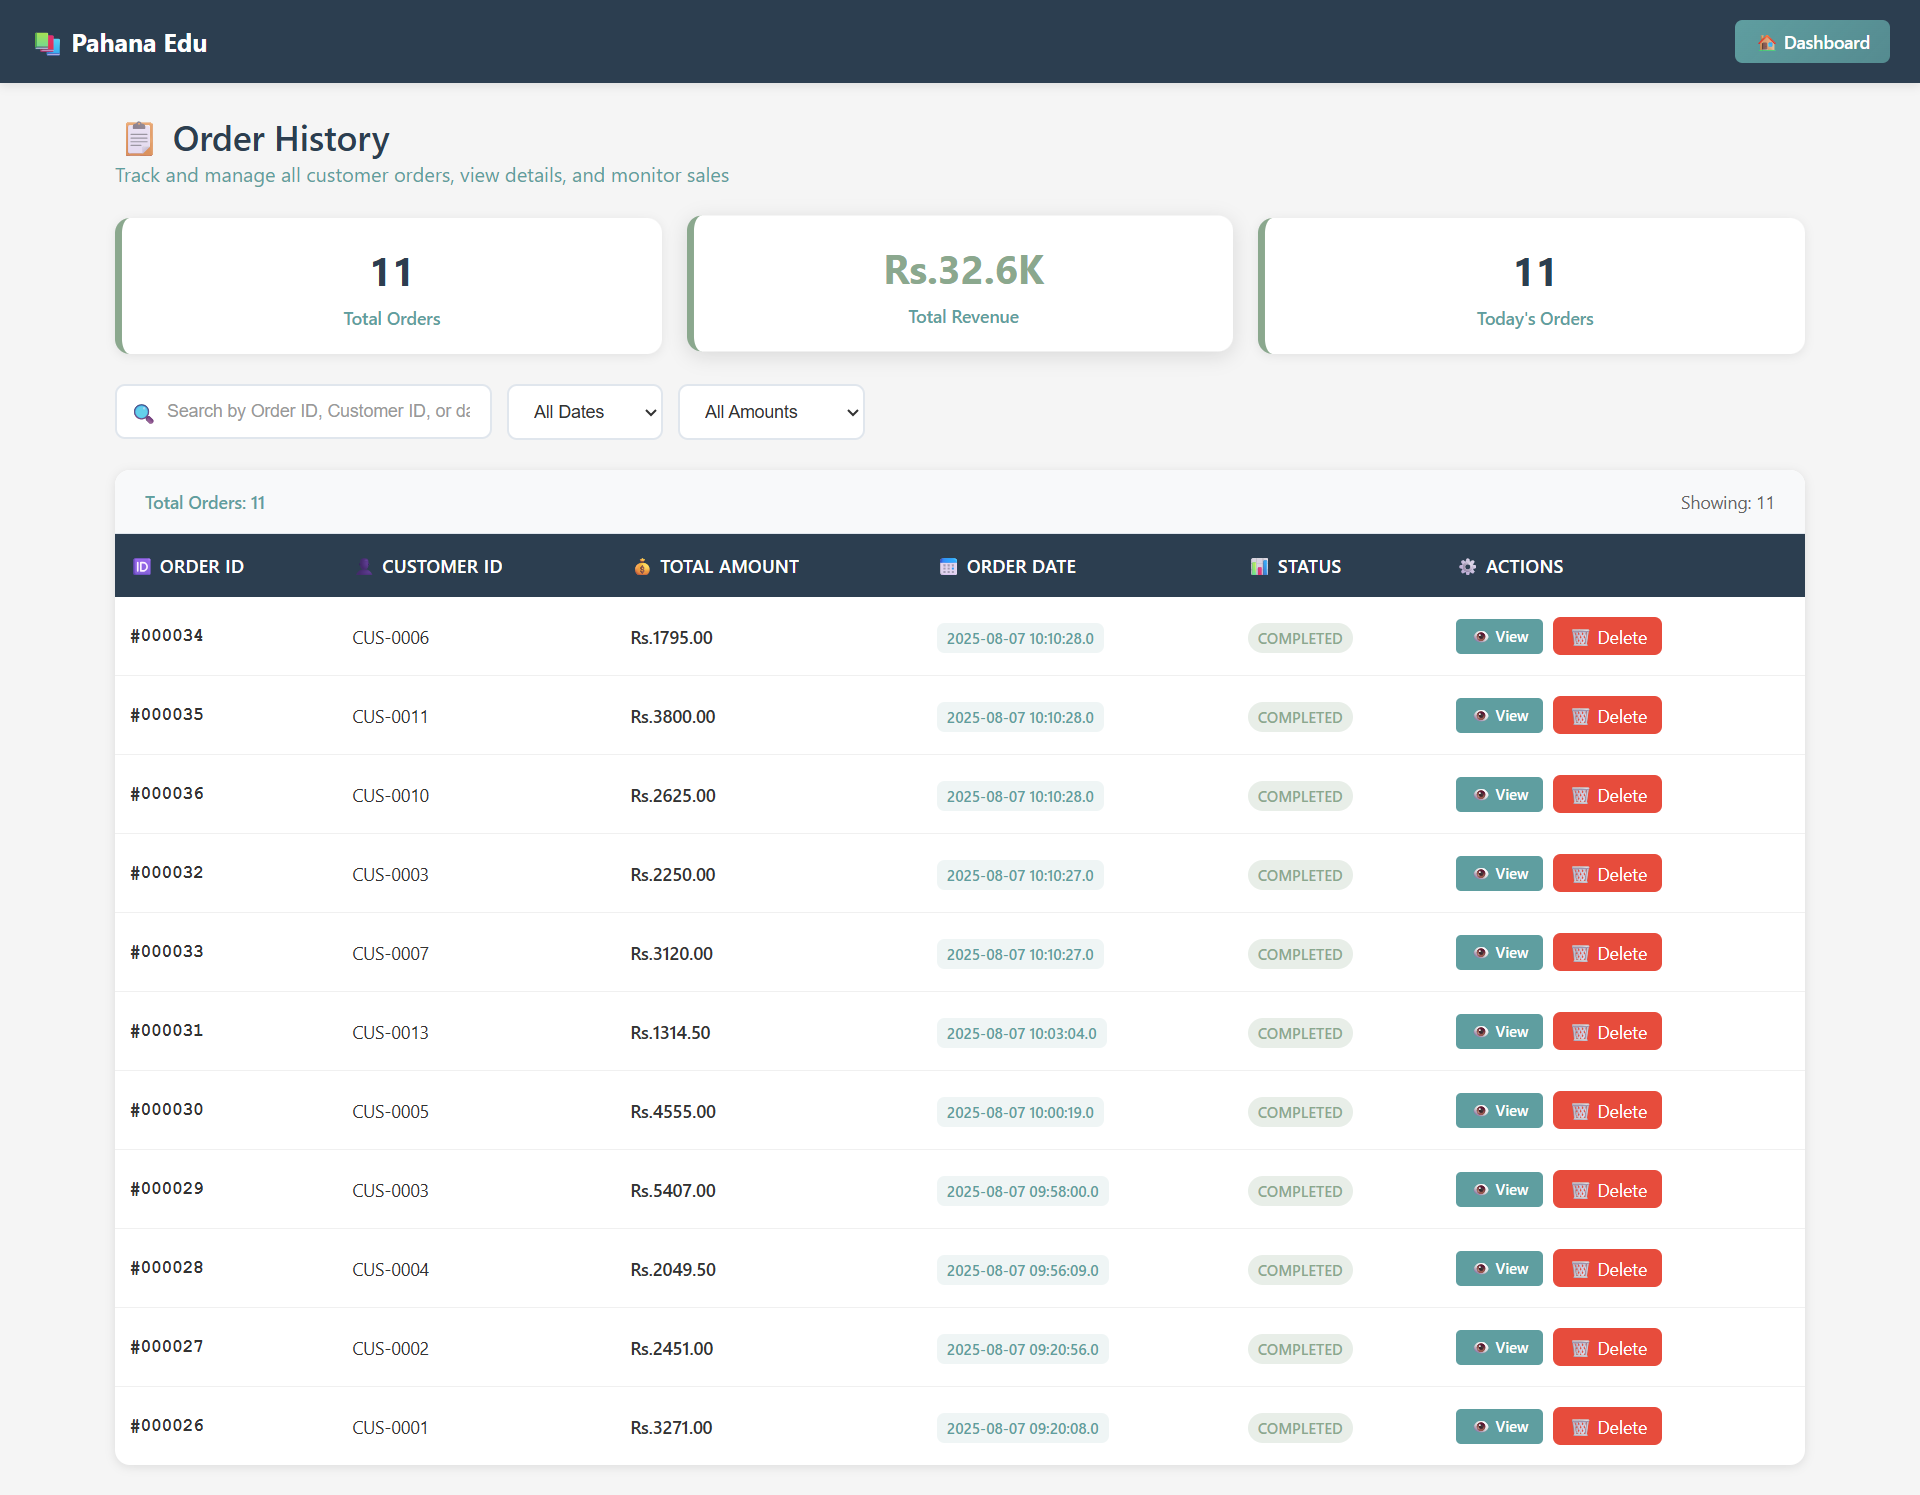 Pahana Edu
Dashboard
Order History
Track and manage all customer orders, view details, and monitor sales
11
Total Orders
Rs.32.6K
Total Revenue
11
Today's Orders
Search by Order ID, Customer ID, or da
All Dates
All Amounts
Total Orders: 11
Showing: 11
ID ORDER ID CUSTOMER ID TOTAL AMOUNT ORDER DATE STATUS ACTIONS
#000034 CUS-0006 Rs.1795.00 2025-08-07 10:10:28.0 COMPLETED View Delete
#000035 CUS-0011 Rs.3800.00 2025-08-07 10:10:28.0 COMPLETED View Delete
#000036 CUS-0010 Rs.2625.00 2025-08-07 10:10:28.0 COMPLETED View Delete
#000032 CUS-0003 Rs.2250.00 2025-08-07 10:10:27.0 COMPLETED View Delete
#000033 CUS-0007 Rs.3120.00 2025-08-07 10:10:27.0 COMPLETED View Delete
#000031 CUS-0013 Rs.1314.50 2025-08-07 10:03:04.0 COMPLETED View Delete
#000030 CUS-0005 Rs.4555.00 2025-08-07 10:00:19.0 COMPLETED View Delete
#000029 CUS-0003 Rs.5407.00 2025-08-07 09:58:00.0 COMPLETED View Delete
#000028 CUS-0004 Rs.2049.50 2025-08-07 09:56:09.0 COMPLETED View Delete
#000027 CUS-0002 Rs.2451.00 2025-08-07 09:20:56.0 COMPLETED View Delete
#000026 CUS-0001 Rs.3271.00 2025-08-07 09:20:08.0 COMPLETED View Delete